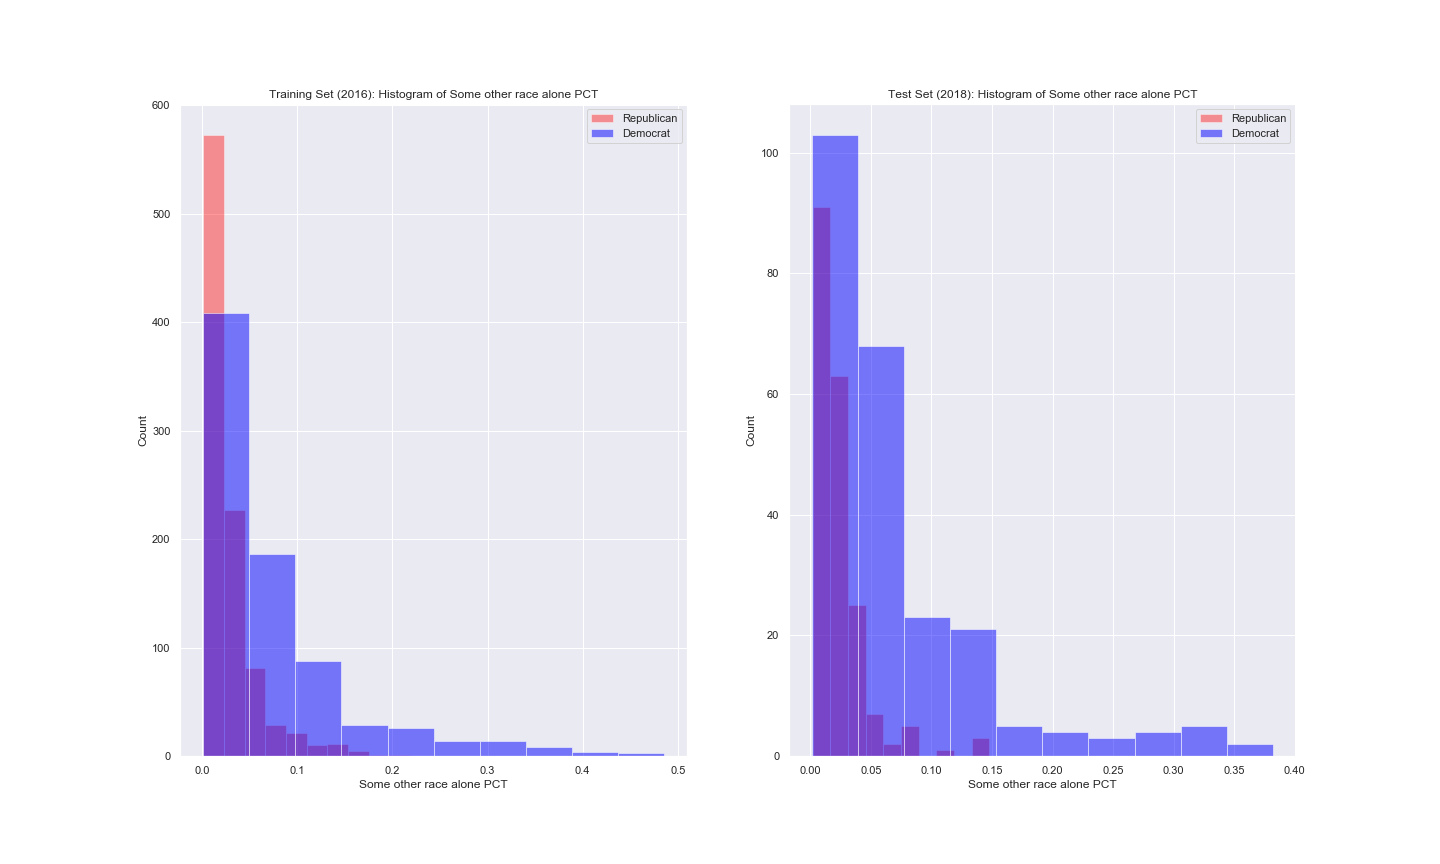 Training Set (2016): Histogram of Some other race alone PCT
600
500
400
300
200
100
0
Count
Republican
Democrat
0.0 0.1 0.2 0.3 0.4 0.5
Some other race alone PCT
Test Set (2018): Histogram of Some other race alone PCT
100
80
60
40
20
0
Count
Republican
Democrat
0.00 0.05 0.10 0.15 0.20 0.25 0.30 0.35 0.40
Some other race alone PCT